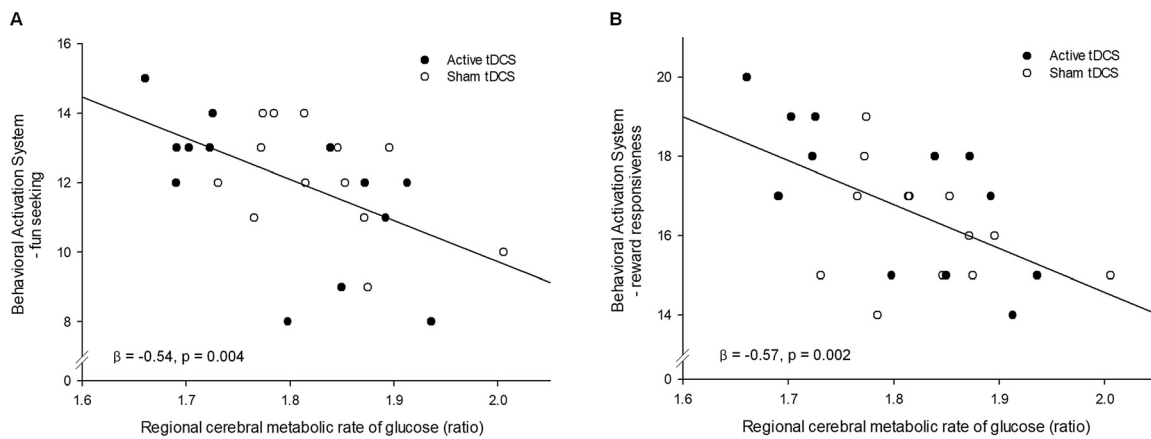 A
Behavioral Activation System
- fun seeking
16
14
12
10
8
0
Active tDCS
Sham tDCS
β = -0.54, p = 0.004
1.6 1.7 1.8 1.9 2.0
Regional cerebral metabolic rate of glucose (ratio)
B
Behavioral Activation System
- reward responsiveness
20
18
16
14
0
Active tDCS
Sham tDCS
β = -0.57, p = 0.002
1.6 1.7 1.8 1.9 2.0
Regional cerebral metabolic rate of glucose (ratio)